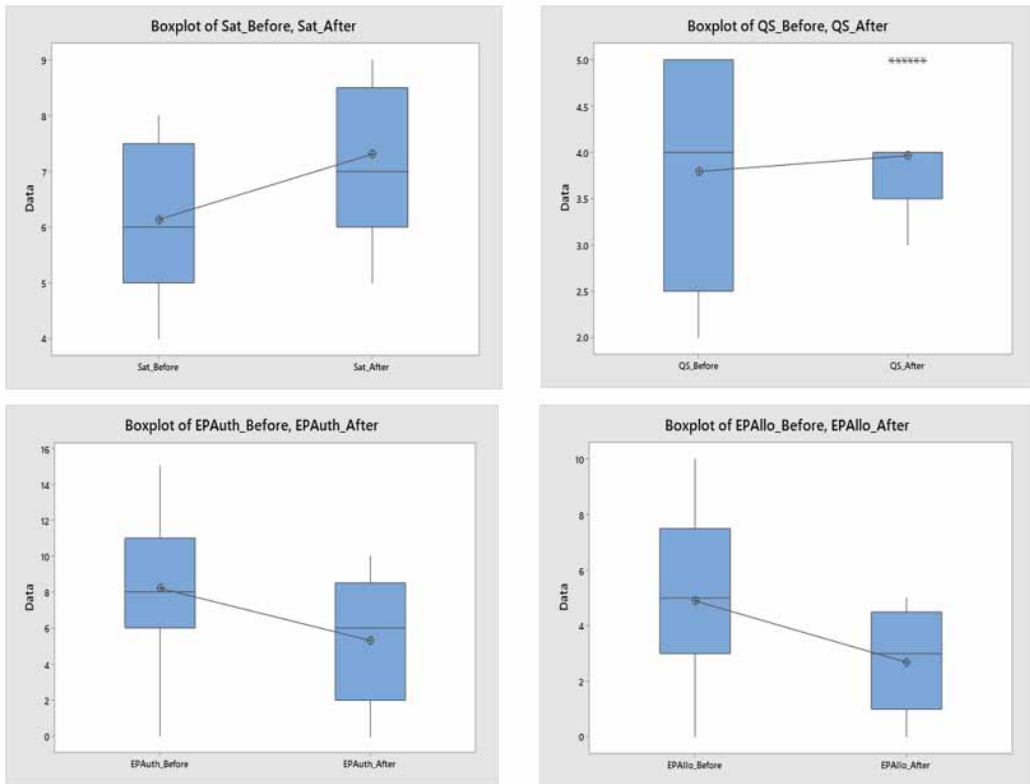 Boxplot of Sat_Before, Sat_After
9
8
7
6
5
4
Data
Sat_Before Sat_After
Boxplot of QS_Before, QS_After
5.0
4.5
4.0
3.5
3.0
2.5
2.0
Data
QS_Before QS_After
Boxplot of EPAuth_Before, EPAuth_After
16
14
12
10
8
6
4
2
0
Data
EPAuth_Before EPAuth_After
Boxplot of EPAllo_Before, EPAllo_After
10
8
6
4
2
0
Data
EPAllo_Before EPAllo_After